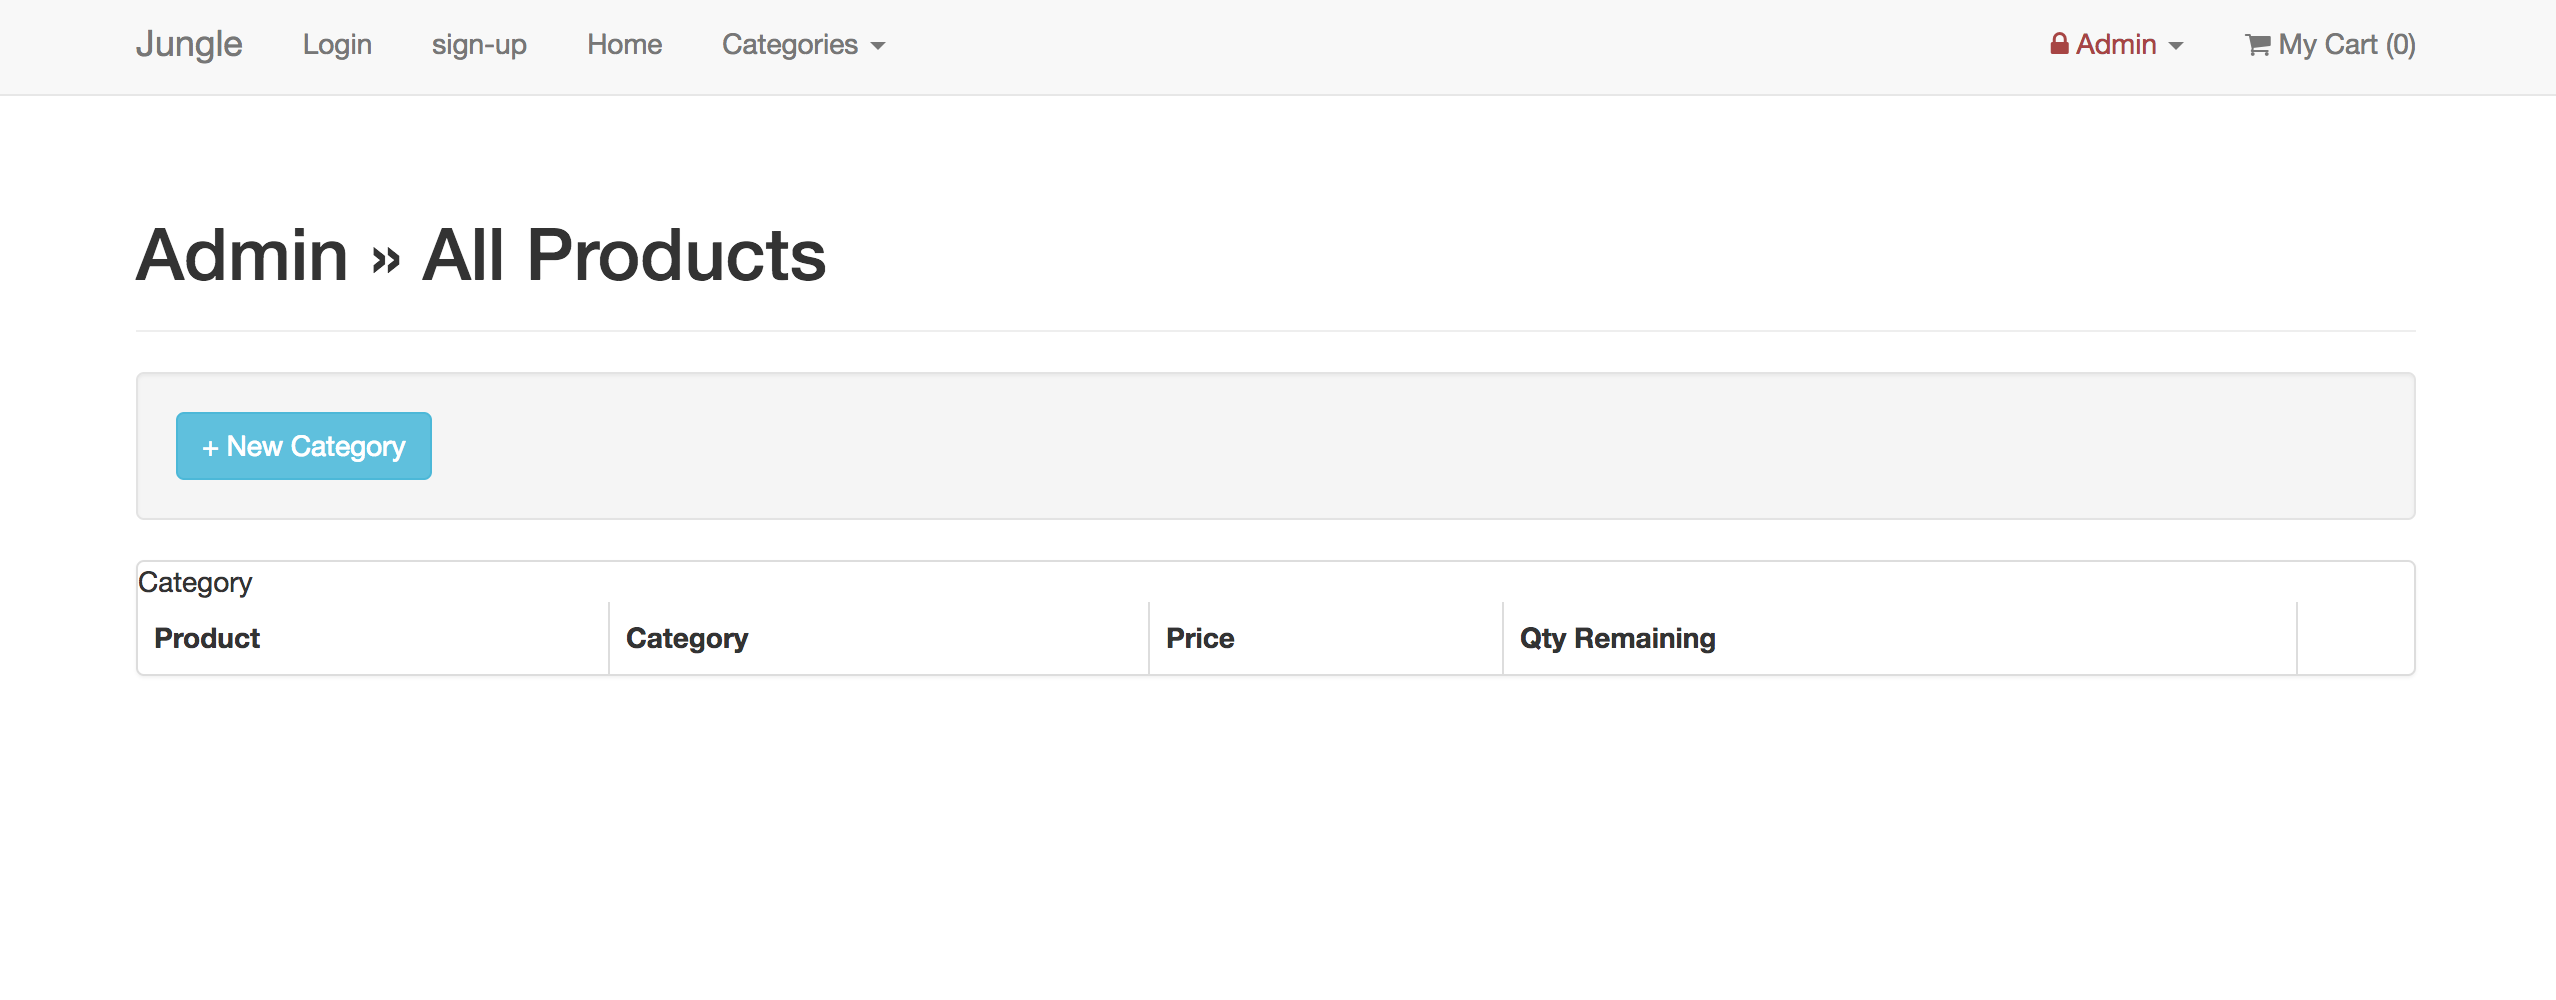 Jungle Login sign-up Home Categories Admin My Cart (0)
Admin » All Products
+ New Category
Category
Product Category Price Qty Remaining